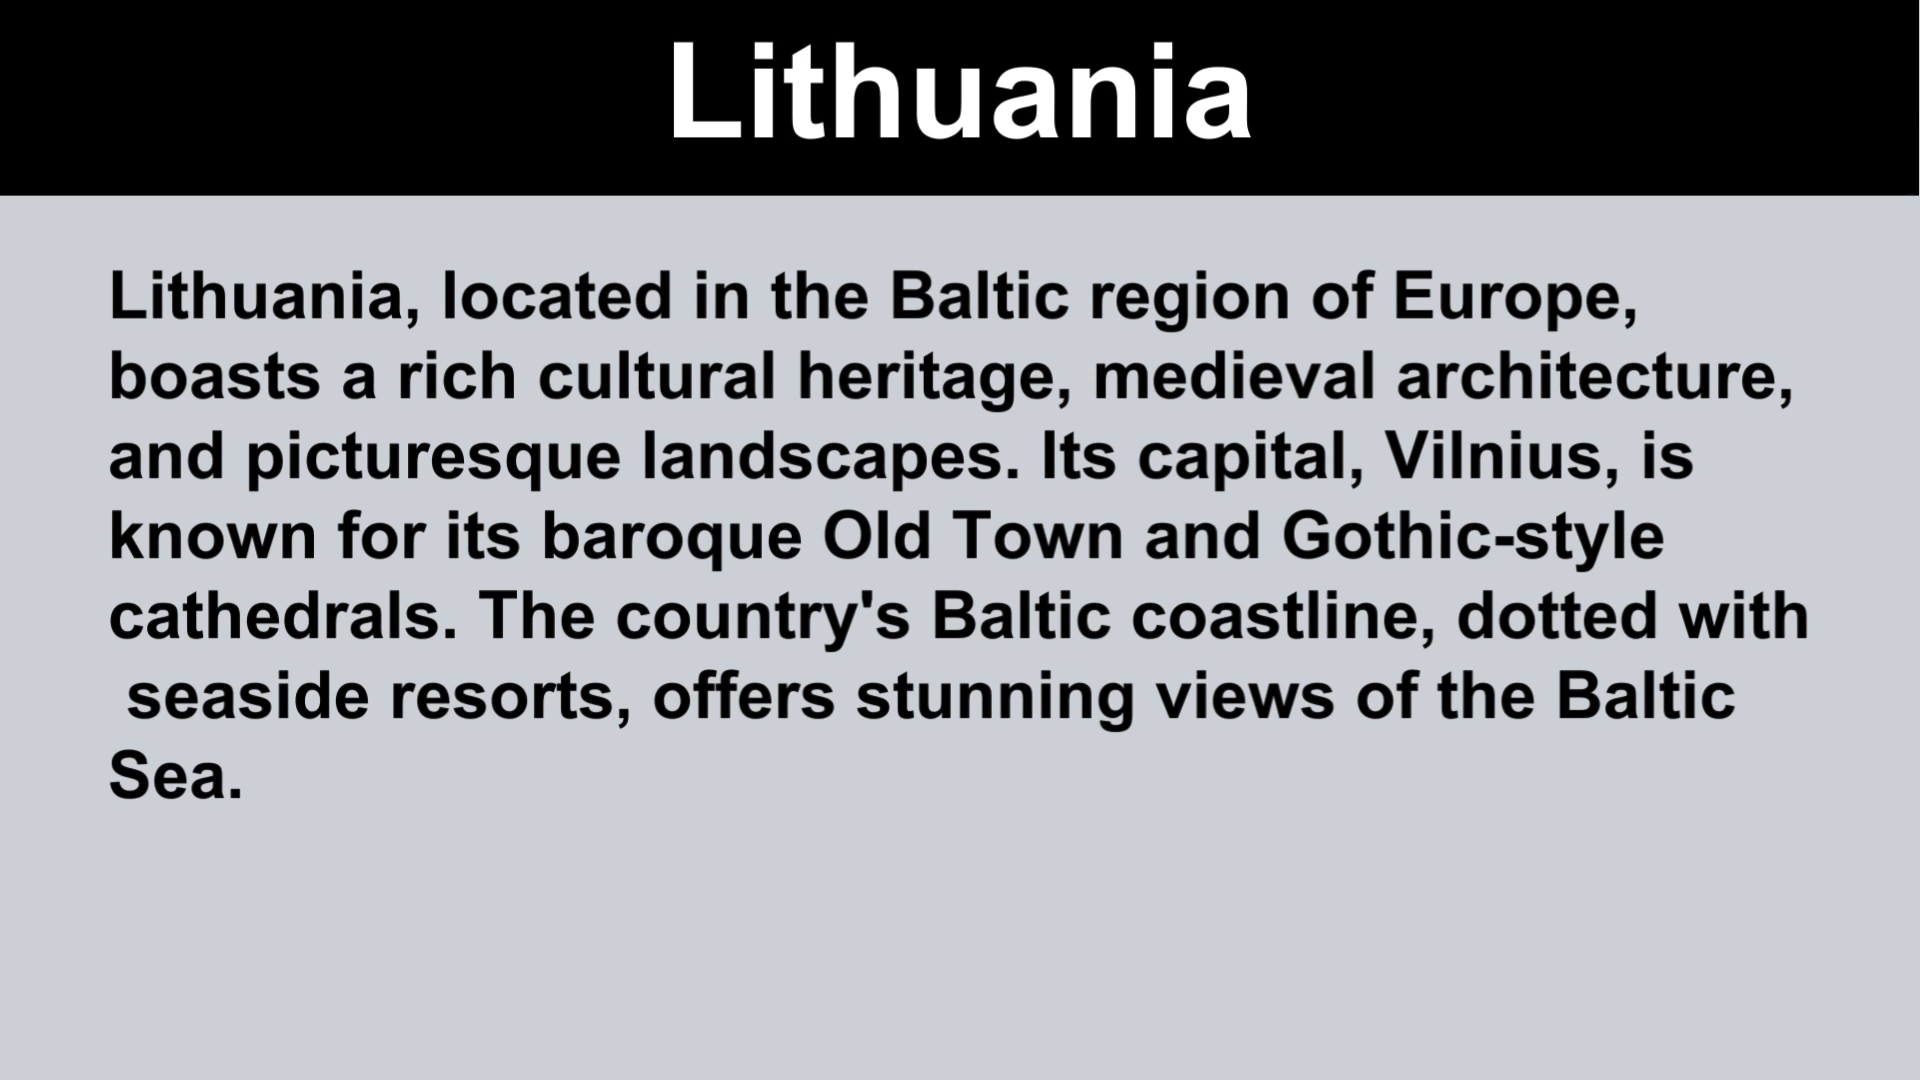 Lithuania
Lithuania, located in the Baltic region of Europe,
boasts a rich cultural heritage, medieval architecture,
and picturesque landscapes. Its capital, Vilnius, is
known for its baroque Old Town and Gothic-style
cathedrals. The country's Baltic coastline, dotted with
seaside resorts, offers stunning views of the Baltic
Sea.